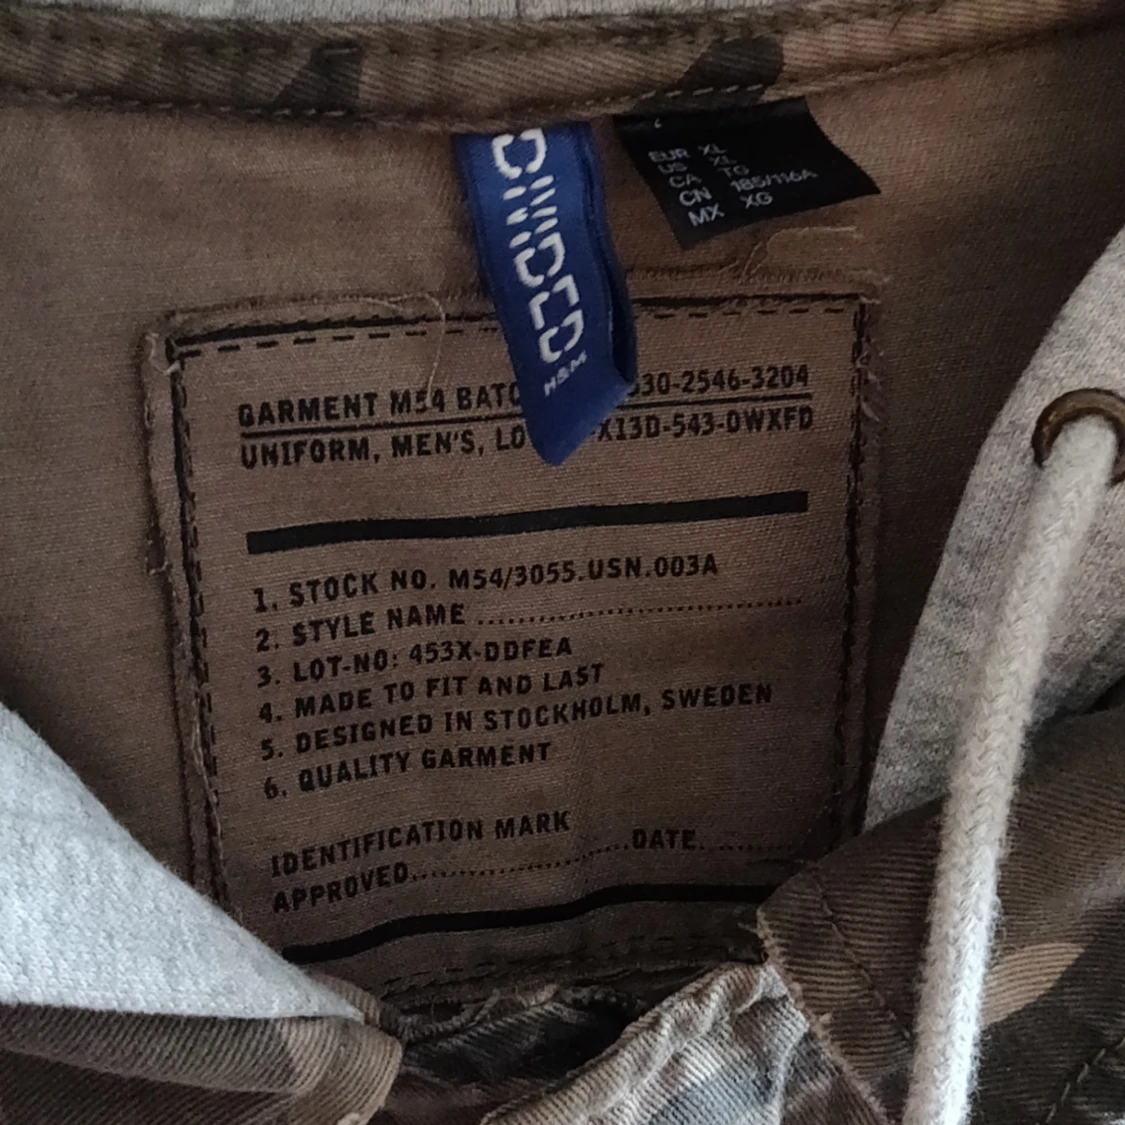 H&M
EUR XL
US XL
CA TG
CN 185/116A
MX XG
GARMENT M54 BATC 530-2546-3204
UNIFORM, MEN'S, LO X13D-543-0WXFD
1. STOCK NO. M54/3055.USN.003A
2. STYLE NAME ..............................
3. LOT-NO: 453X-DDFEA
4. MADE TO FIT AND LAST
5. DESIGNED IN STOCKHOLM, SWEDEN
6. QUALITY GARMENT
IDENTIFICATION MARK
APPROVED..........................DATE..........